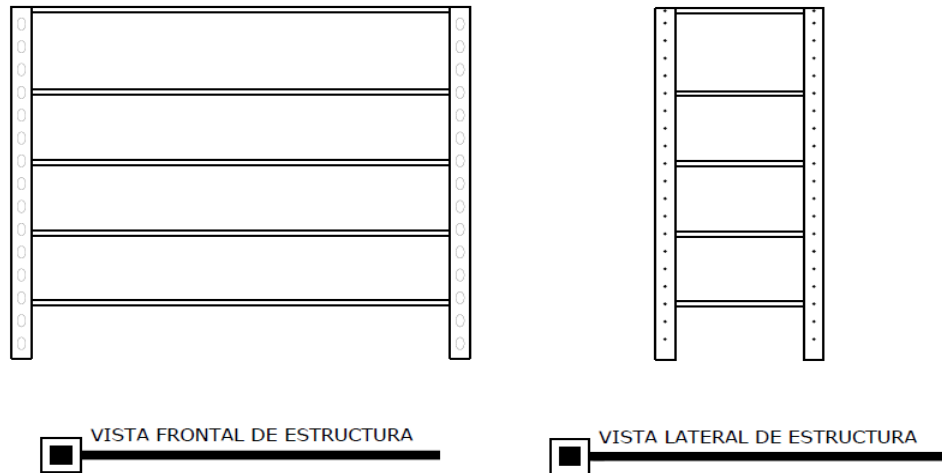 VISTA FRONTAL DE ESTRUCTURA
VISTA LATERAL DE ESTRUCTURA